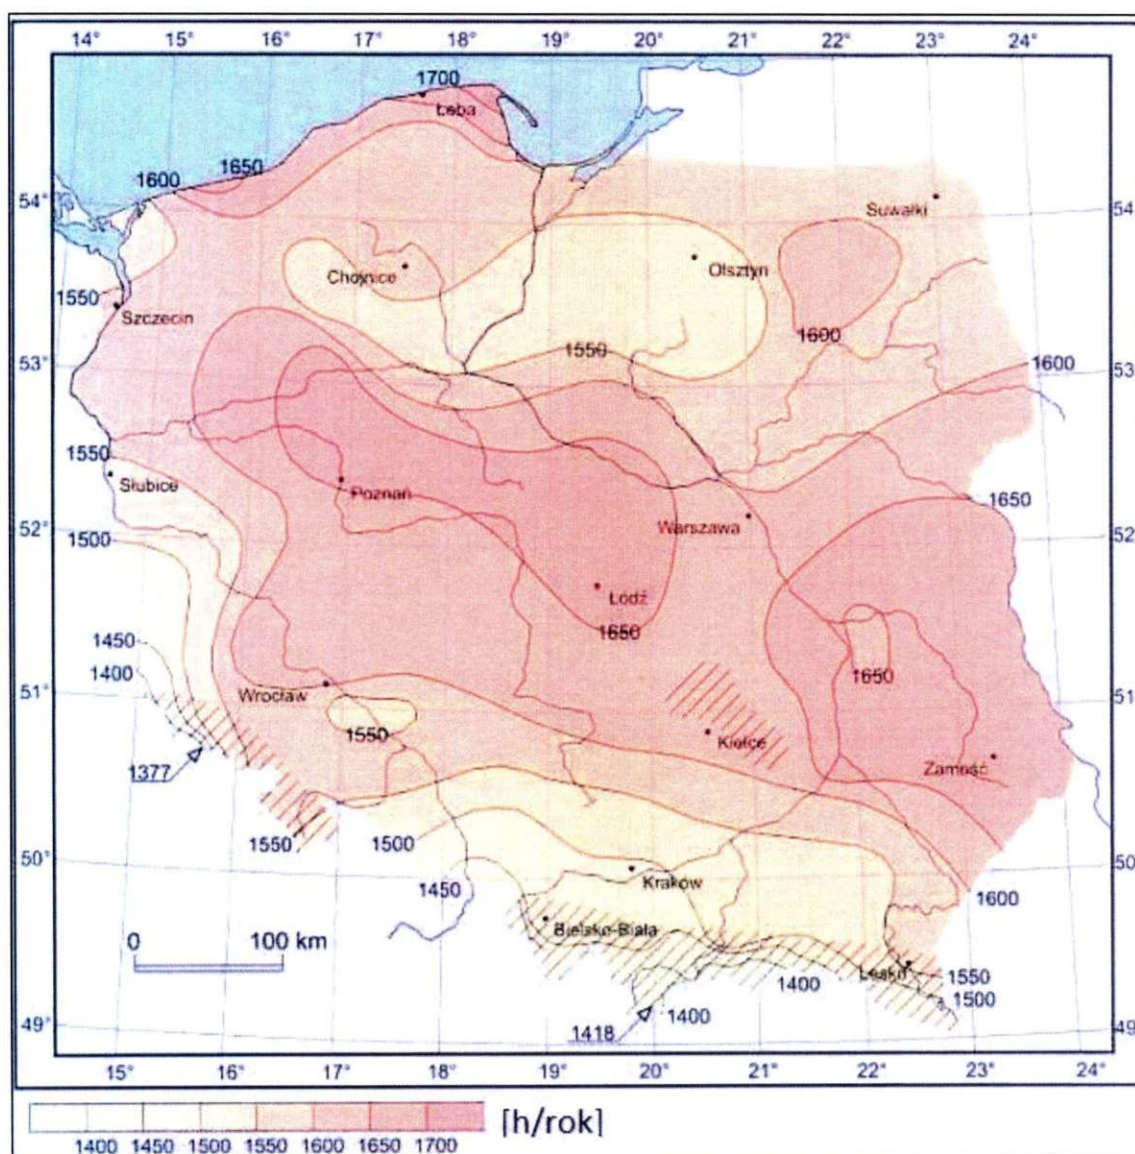 14° 15° 16° 17° 18° 19° 20° 21° 22° 23° 24°
1700
Łeba
1650
1600
54°
54
Suwałki
Chojnice
Olsztyn
1550
Szczecin
1600
1550
53°
1600
53
1550
Słubice
Poznań
1650
Warszawa
52°
52
1500
Łódź
1650
1450
1400
1650
51°
51
Wrocław
1550
Kielce
Zamość
1377
1550
1500
50°
50
1450
Kraków
1600
0 100 km
Bielsko-Biała
Lesko
1550
1400
1500
1400
49°
49
1418
15° 16° 17° 18° 19° 20° 21° 22° 23° 24°
[h/rok]
1400 1450 1500 1550 1600 1650 1700